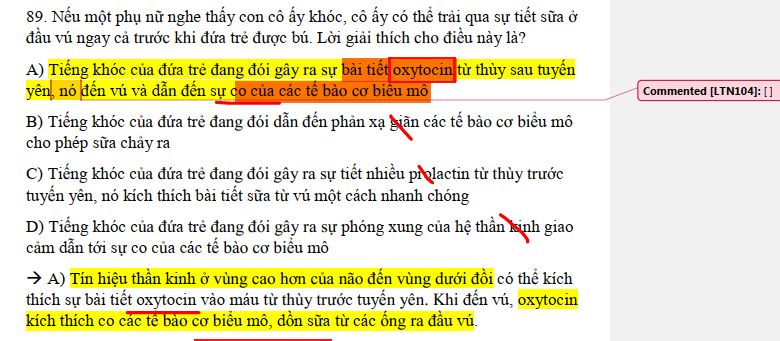 89. Nếu một phụ nữ nghe thấy con cô ấy khóc, cô ấy có thể trải qua sự tiết sữa ở
đầu vú ngay cả trước khi đứa trẻ được bú. Lời giải thích cho điều này là?
A) Tiếng khóc của đứa trẻ đang đói gây ra sự bài tiết oxytocin từ thùy sau tuyến
yên, nó đến vú và dẫn đến sự co của các tế bào cơ biểu mô
Commented [LTN104]: [ ]
B) Tiếng khóc của đứa trẻ đang đói dẫn đến phản xạ giãn các tế bào cơ biểu mô
cho phép sữa chảy ra
C) Tiếng khóc của đứa trẻ đang đói gây ra sự tiết nhiều prolactin từ thùy trước
tuyến yên, nó kích thích bài tiết sữa từ vú một cách nhanh chóng
D) Tiếng khóc của đứa trẻ đang đói gây ra sự phóng xung của hệ thần kinh giao
cảm dẫn tới sự co của các tế bào cơ biểu mô
→ A) Tín hiệu thần kinh ở vùng cao hơn của não đến vùng dưới đồi có thể kích
thích sự bài tiết oxytocin vào máu từ thùy trước tuyến yên. Khi đến vú, oxytocin
kích thích co các tế bào cơ biểu mô, dồn sữa từ các ống ra đầu vú.